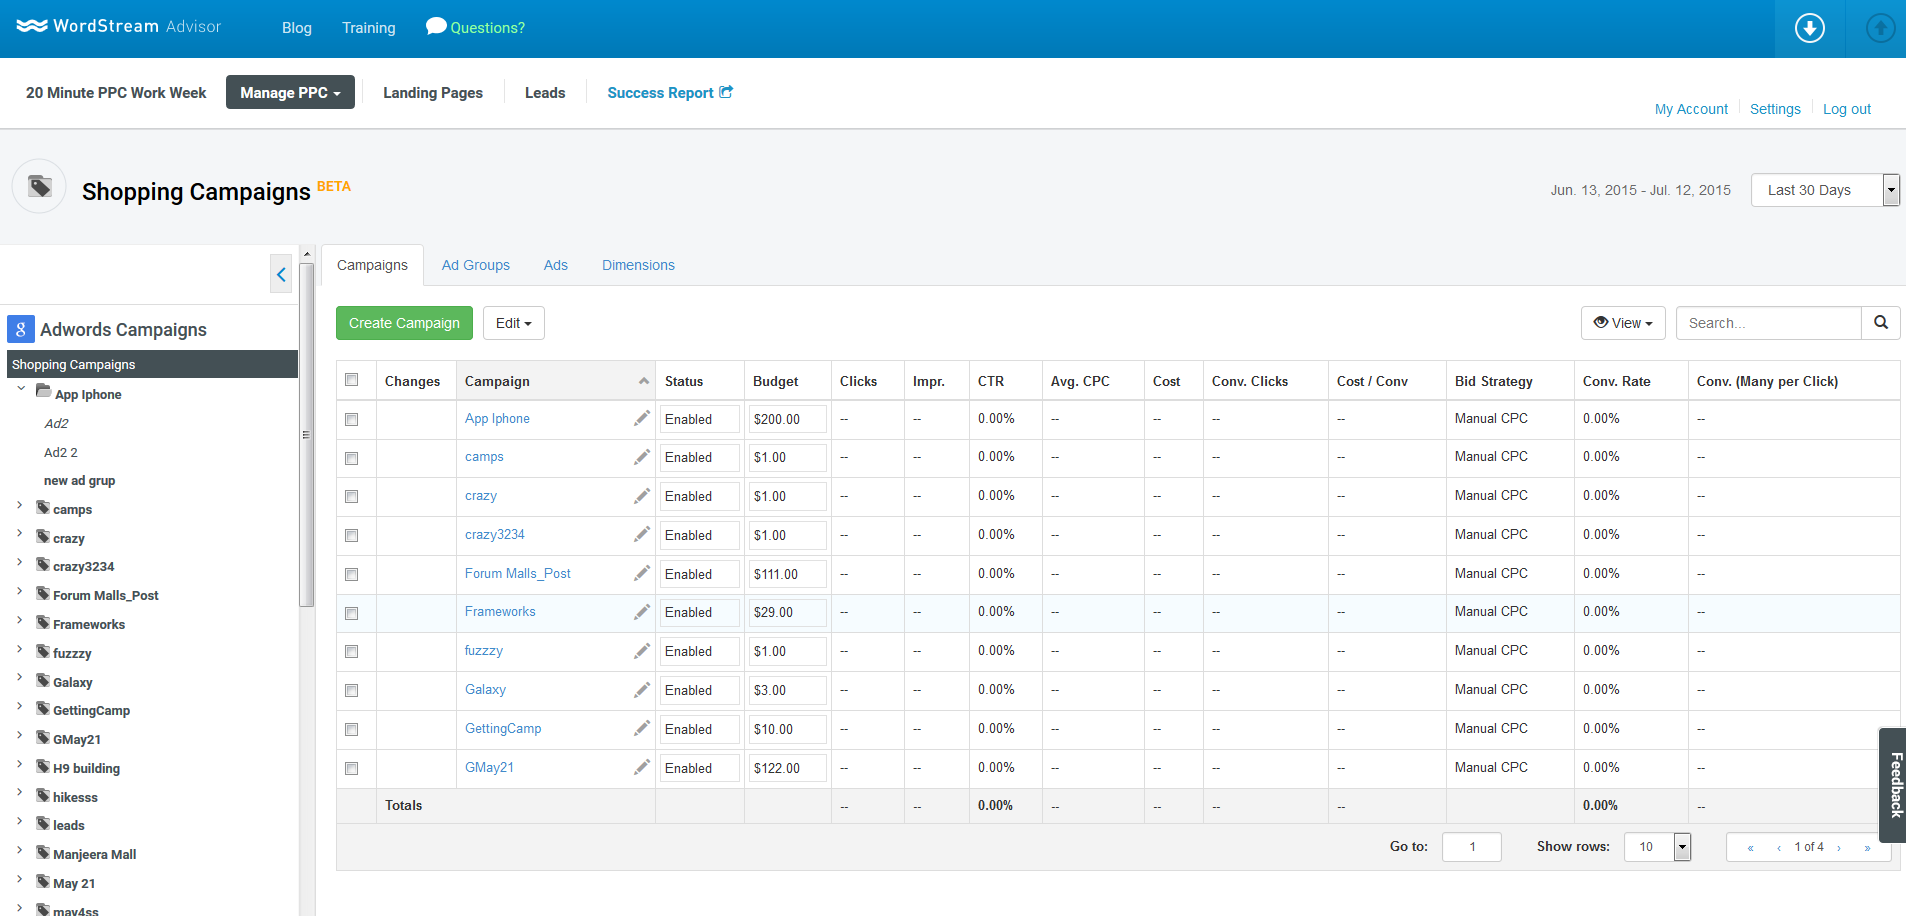 WordStream Advisor Blog Training Questions?
20 Minute PPC Work Week Manage PPC Landing Pages Leads Success Report
My Account Settings Log out
Shopping Campaigns BETA
Jun. 13, 2015 - Jul. 12, 2015 Last 30 Days
Adwords Campaigns
Shopping Campaigns
App Iphone
Ad2
Ad2 2
new ad grup
camps
crazy
crazy3234
Forum Malls_Post
Frameworks
fuzzzy
Galaxy
GettingCamp
GMay21
H9 building
hikesss
leads
Manjeera Mall
May 21
may4ss
Campaigns Ad Groups Ads Dimensions
Create Campaign Edit View Search...
Changes Campaign Status Budget Clicks Impr. CTR Avg. CPC Cost Conv. Clicks Cost / Conv Bid Strategy Conv. Rate Conv. (Many per Click)
App Iphone Enabled $200.00 -- -- 0.00% -- -- -- -- Manual CPC 0.00% --
camps Enabled $1.00 -- -- 0.00% -- -- -- -- Manual CPC 0.00% --
crazy Enabled $1.00 -- -- 0.00% -- -- -- -- Manual CPC 0.00% --
crazy3234 Enabled $1.00 -- -- 0.00% -- -- -- -- Manual CPC 0.00% --
Forum Malls_Post Enabled $111.00 -- -- 0.00% -- -- -- -- Manual CPC 0.00% --
Frameworks Enabled $29.00 -- -- 0.00% -- -- -- -- Manual CPC 0.00% --
fuzzzy Enabled $1.00 -- -- 0.00% -- -- -- -- Manual CPC 0.00% --
Galaxy Enabled $3.00 -- -- 0.00% -- -- -- -- Manual CPC 0.00% --
GettingCamp Enabled $10.00 -- -- 0.00% -- -- -- -- Manual CPC 0.00% --
GMay21 Enabled $122.00 -- -- 0.00% -- -- -- -- Manual CPC 0.00% --
Totals -- -- 0.00% -- -- -- -- 0.00% --
Go to: 1 Show rows: 10 « ‹ 1 of 4 › »
Feedback